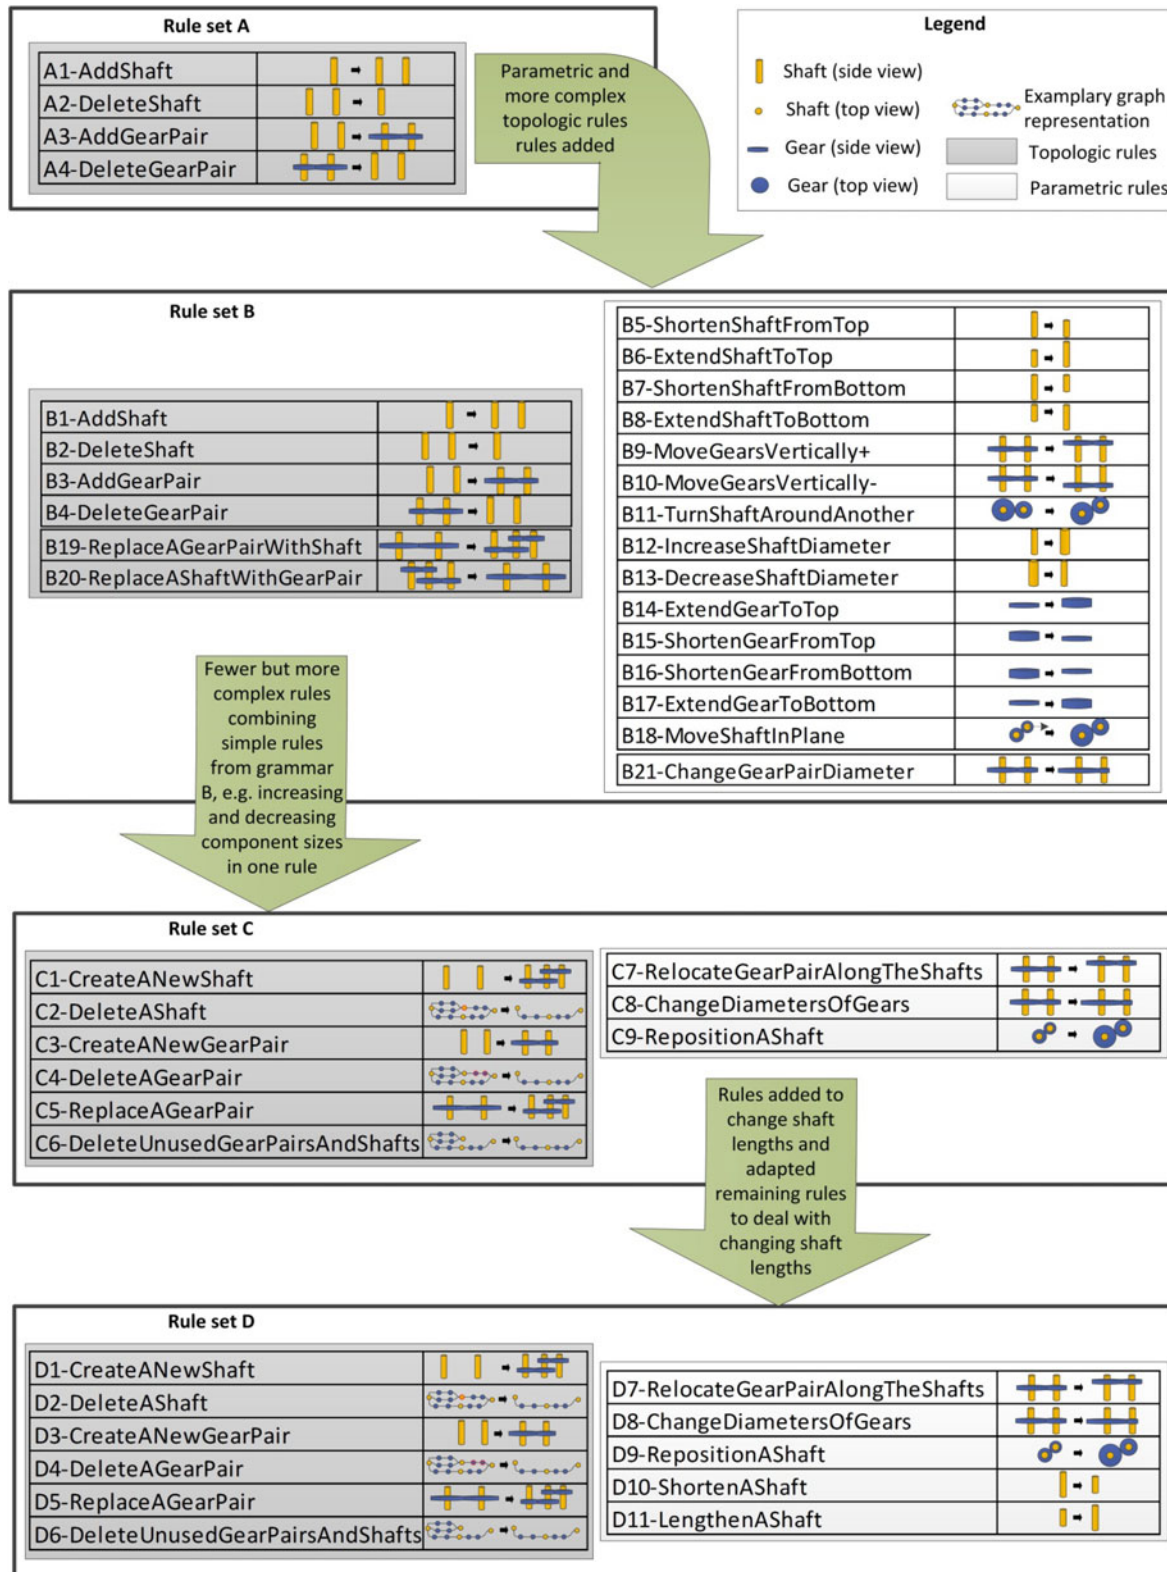 Rule set A
A1-AddShaft
A2-DeleteShaft
A3-AddGearPair
A4-DeleteGearPair
Parametric and
more complex
topologic rules
rules added
Legend
Shaft (side view)
Shaft (top view)
Gear (side view)
Gear (top view)
Examplary graph
representation
Topologic rules
Parametric rules
Rule set B
B1-AddShaft
B2-DeleteShaft
B3-AddGearPair
B4-DeleteGearPair
B19-ReplaceAGearPairWithShaft
B20-ReplaceAShaftWithGearPair
B5-ShortenShaftFromTop
B6-ExtendShaftToTop
B7-ShortenShaftFromBottom
B8-ExtendShaftToBottom
B9-MoveGearsVertically+
B10-MoveGearsVertically-
B11-TurnShaftAroundAnother
B12-IncreaseShaftDiameter
B13-DecreaseShaftDiameter
B14-ExtendGearToTop
B15-ShortenGearFromTop
B16-ShortenGearFromBottom
B17-ExtendGearToBottom
B18-MoveShaftInPlane
B21-ChangeGearPairDiameter
Fewer but more
complex rules
combining
simple rules
from grammar
B, e.g. increasing
and decreasing
component sizes
in one rule
Rule set C
C1-CreateANewShaft
C2-DeleteAShaft
C3-CreateANewGearPair
C4-DeleteAGearPair
C5-ReplaceAGearPair
C6-DeleteUnusedGearPairsAndShafts
C7-RelocateGearPairAlongTheShafts
C8-ChangeDiametersOfGears
C9-RepositionAShaft
Rules added to
change shaft
lengths and
adapted
remaining rules
to deal with
changing shaft
lengths
Rule set D
D1-CreateANewShaft
D2-DeleteAShaft
D3-CreateANewGearPair
D4-DeleteAGearPair
D5-ReplaceAGearPair
D6-DeleteUnusedGearPairsAndShafts
D7-RelocateGearPairAlongTheShafts
D8-ChangeDiametersOfGears
D9-RepositionAShaft
D10-ShortenAShaft
D11-LengthenAShaft